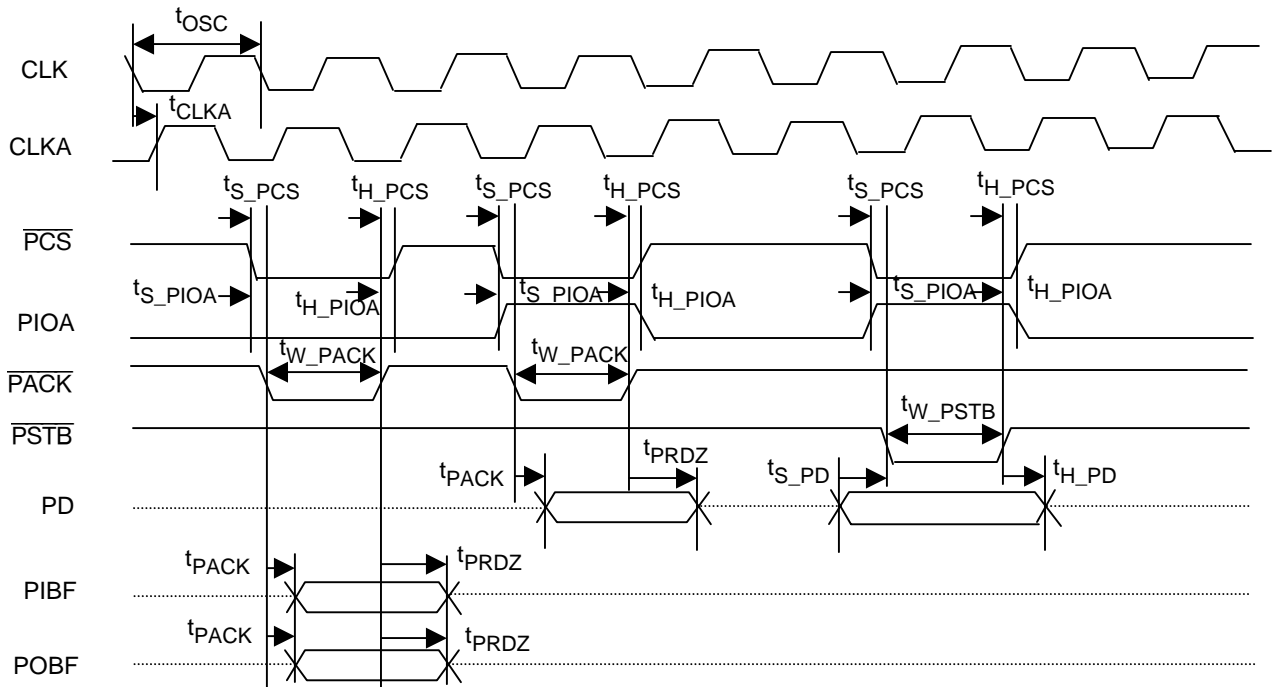 tOSC
CLK
tCLKA
CLKA
tS_PCS tH_PCS tS_PCS tH_PCS tS_PCS tH_PCS
PCS
tS_PIOA tH_PIOA tS_PIOA tH_PIOA tS_PIOA tH_PIOA
PIOA
tW_PACK tW_PACK
PACK
tW_PSTB
PSTB
tPACK tPRDZ tS_PD tH_PD
PD
tPACK tPRDZ
PIBF
tPACK tPRDZ
POBF